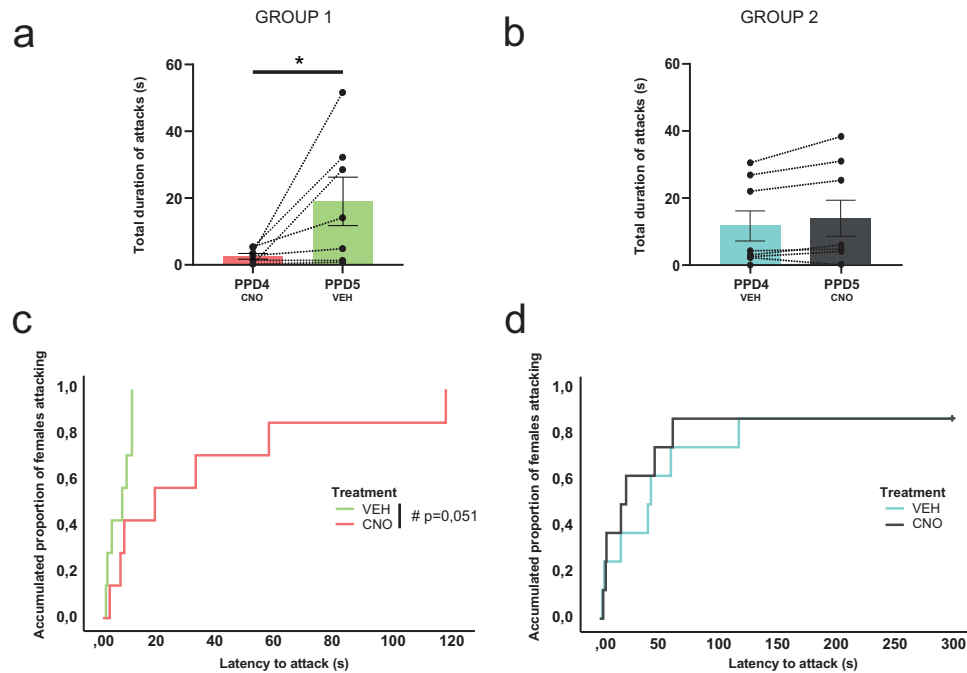 GROUP 1
GROUP 2
a
b
Total duration of attacks (s)
60
40
20
0
*
PPD4
CNO
PPD5
VEH
Total duration of attacks (s)
60
40
20
0
PPD4
VEH
PPD5
CNO
c
d
Accumulated proportion of females attacking
1,0
0,8
0,6
0,4
0,2
0,0
Treatment
VEH
CNO
# p=0,051
,00 20 40 60 80 100 120
Latency to attack (s)
Accumulated proportion of females attacking
1,0
0,8
0,6
0,4
0,2
0,0
Treatment
VEH
CNO
,00 50 100 150 200 250 300
Latency to attack (s)